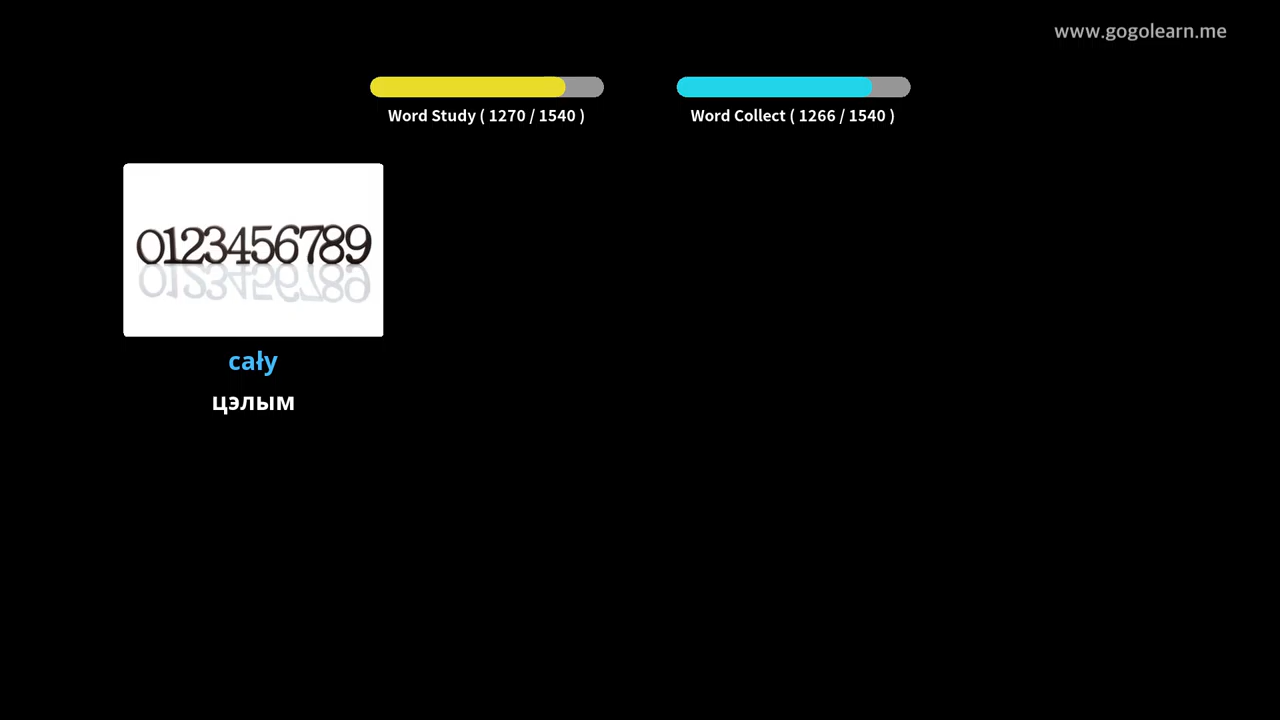 www.gogolearn.me
Word Study ( 1270 / 1540 )
Word Collect ( 1266 / 1540 )
0123456789
cały
цэлым